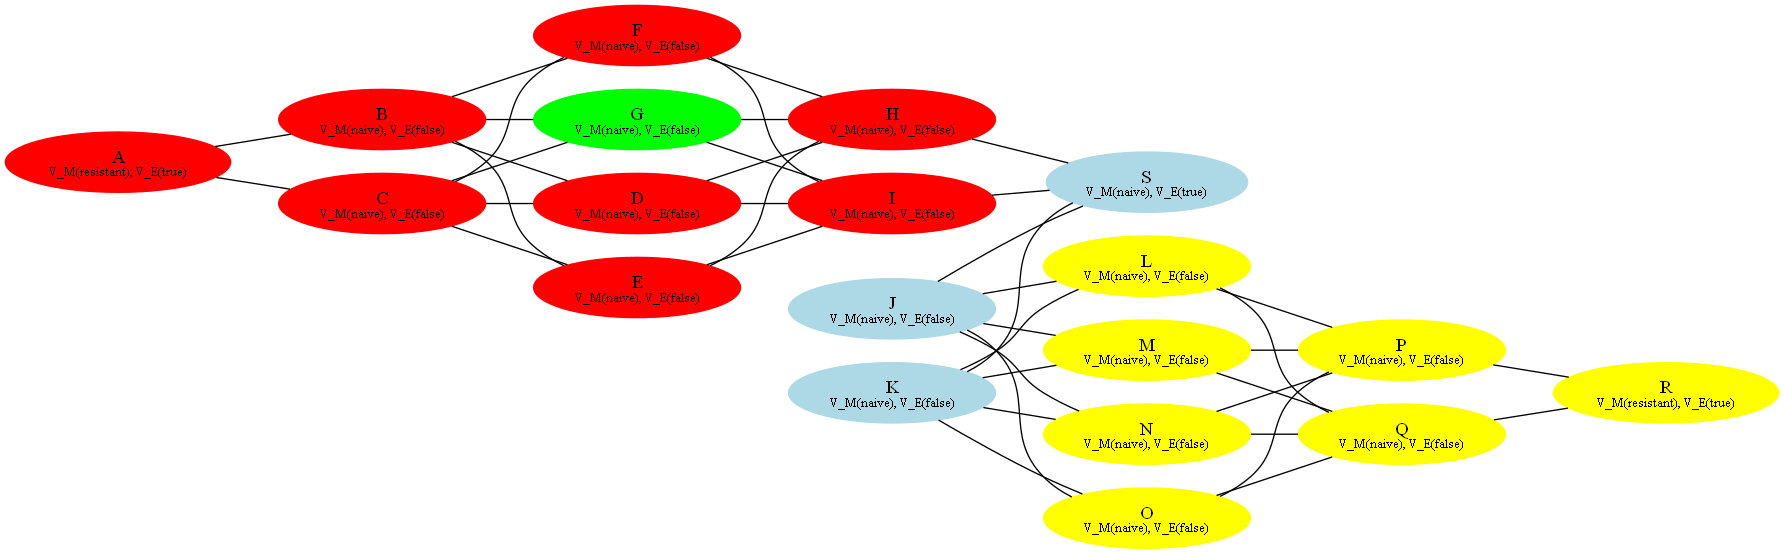 A
V_M(resistant), V_E(true)
B
V_M(naive), V_E(false)
C
V_M(naive), V_E(false)
F
V_M(naive), V_E(false)
G
V_M(naive), V_E(false)
D
V_M(naive), V_E(false)
E
V_M(naive), V_E(false)
H
V_M(naive), V_E(false)
I
V_M(naive), V_E(false)
J
V_M(naive), V_E(false)
K
V_M(naive), V_E(false)
S
V_M(naive), V_E(true)
L
V_M(naive), V_E(false)
M
V_M(naive), V_E(false)
N
V_M(naive), V_E(false)
O
V_M(naive), V_E(false)
P
V_M(naive), V_E(false)
Q
V_M(naive), V_E(false)
R
V_M(resistant), V_E(true)